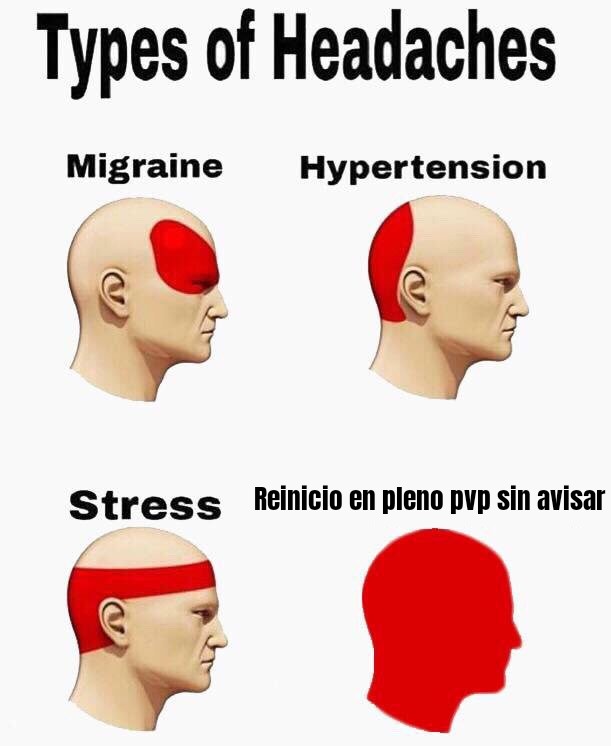 Types of Headaches
Migraine
Hypertension
Stress
Reinicio en pleno pvp sin avisar